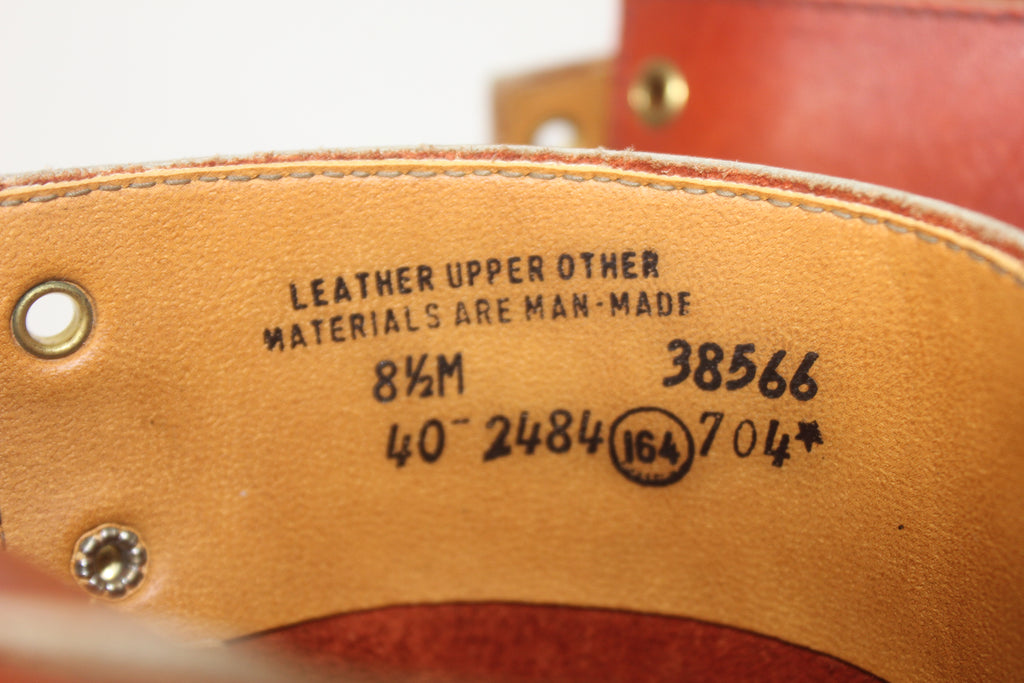 LEATHER UPPER OTHER
MATERIALS ARE MAN-MADE
8½M 38566
40-2484 164 704★